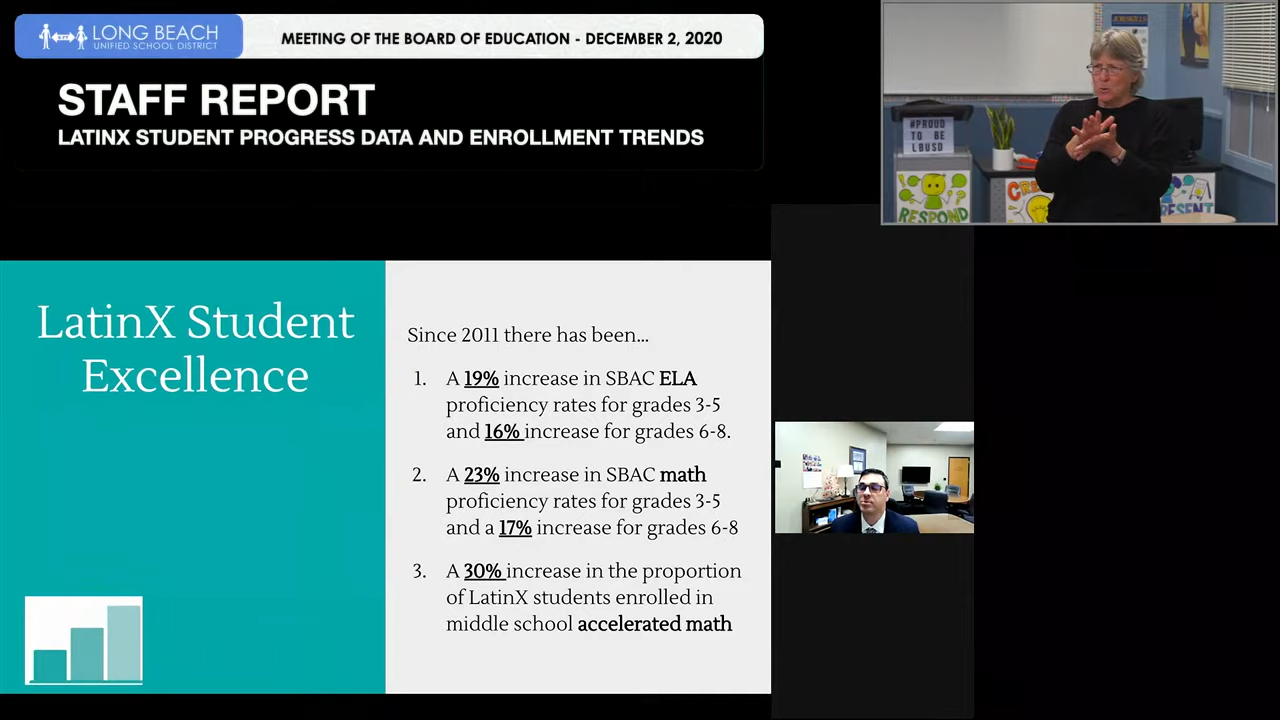 LONG BEACH
UNIFIED SCHOOL DISTRICT
MEETING OF THE BOARD OF EDUCATION - DECEMBER 2, 2020
STAFF REPORT
LATINX STUDENT PROGRESS DATA AND ENROLLMENT TRENDS
#PROUD
TO BE
LBUSD
RESPOND
LatinX Student
Excellence
Since 2011 there has been...
1. A 19% increase in SBAC ELA
proficiency rates for grades 3-5
and 16% increase for grades 6-8.
2. A 23% increase in SBAC math
proficiency rates for grades 3-5
and a 17% increase for grades 6-8
3. A 30% increase in the proportion
of LatinX students enrolled in
middle school accelerated math